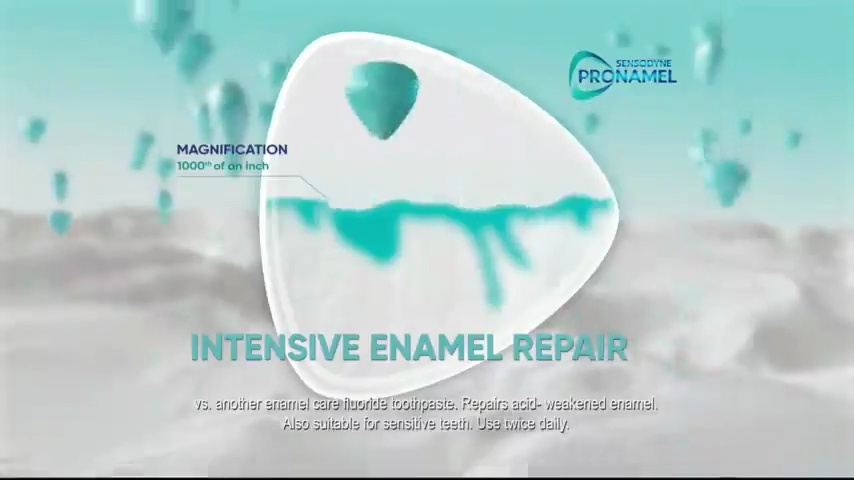 SENSODYNE
PRONAMEL
MAGNIFICATION
1000th of an inch
INTENSIVE ENAMEL REPAIR
vs. another enamel care fluoride toothpaste. Repairs acid- weakened enamel.
Also suitable for sensitive teeth. Use twice daily.